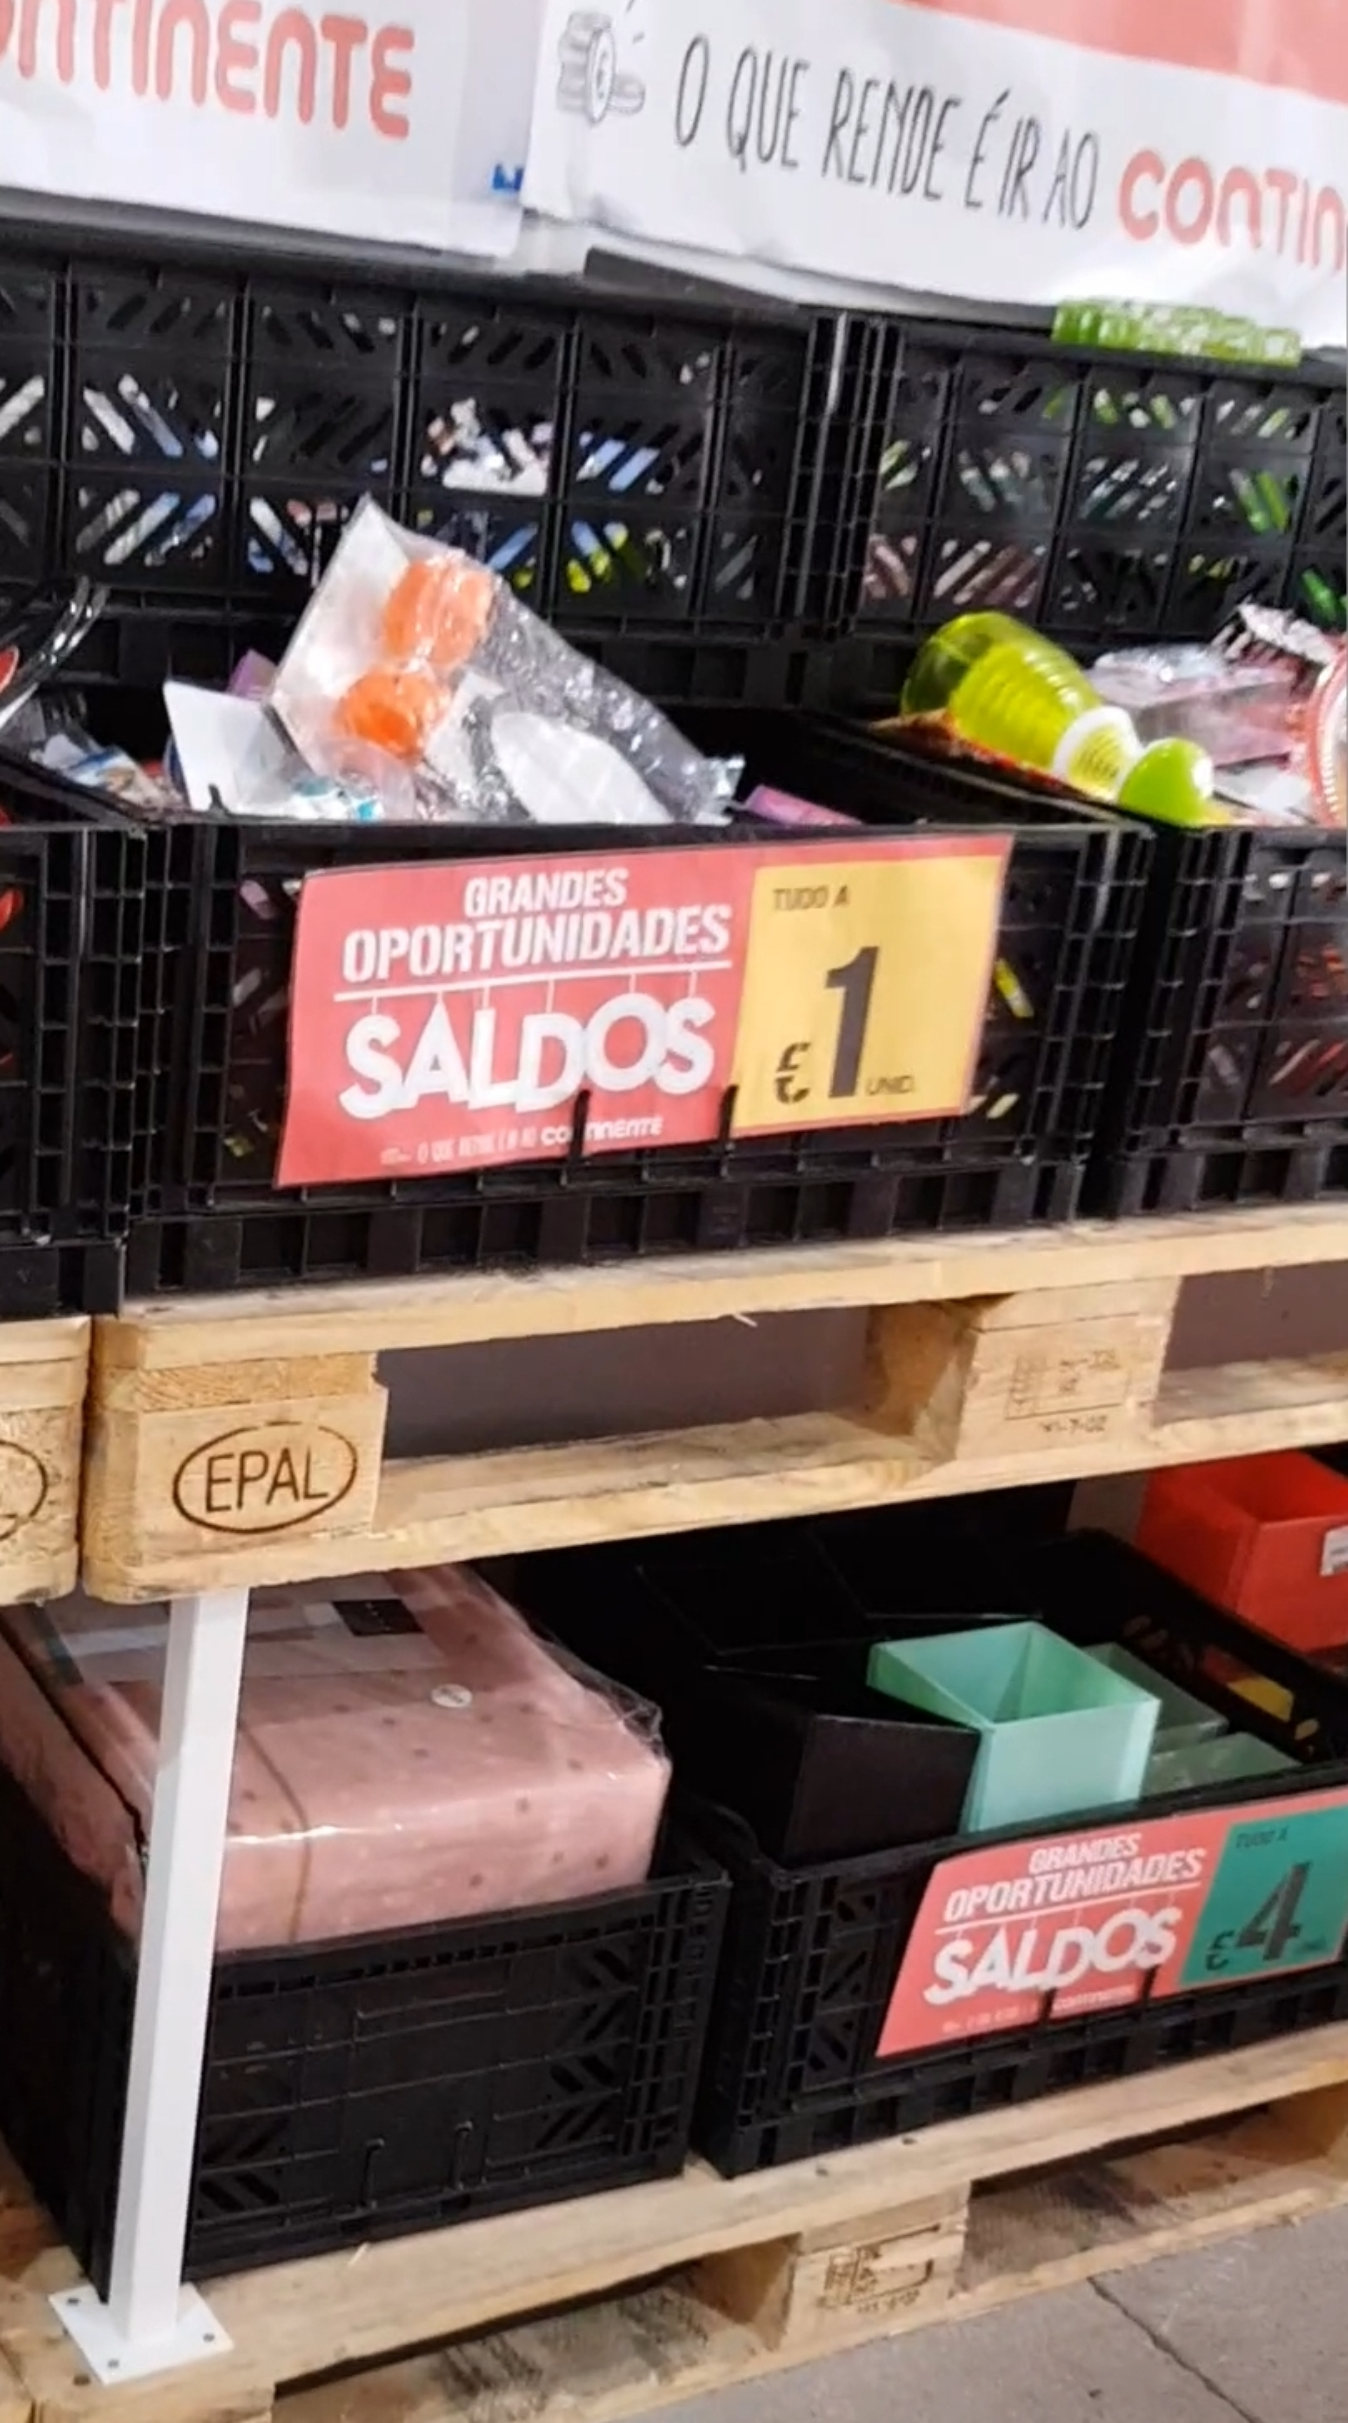 ONTINENTE
O QUE RENDE É IR AO CONTIN
GRANDES
OPORTUNIDADES
SALDOS
O QUE RENDE É IR AO CONTINENTE
TUDO A
€1 UNID.
EPAL
GRANDES
OPORTUNIDADES
SALDOS
TUDO A
€4